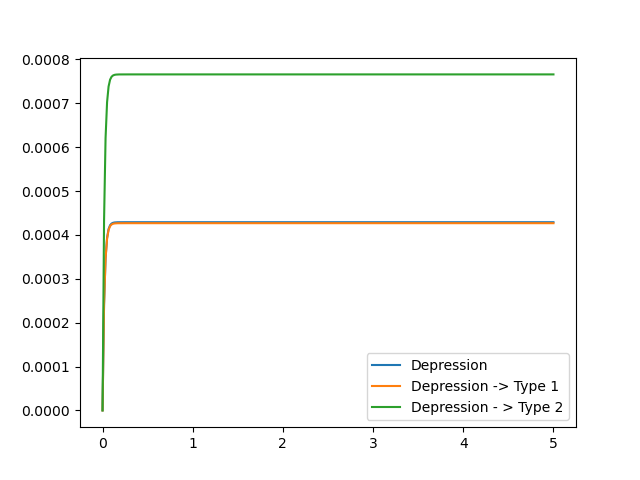 0.0008
0.0007
0.0006
0.0005
0.0004
0.0003
0.0002
0.0001
0.0000
Depression
Depression -> Type 1
Depression - > Type 2
0 1 2 3 4 5